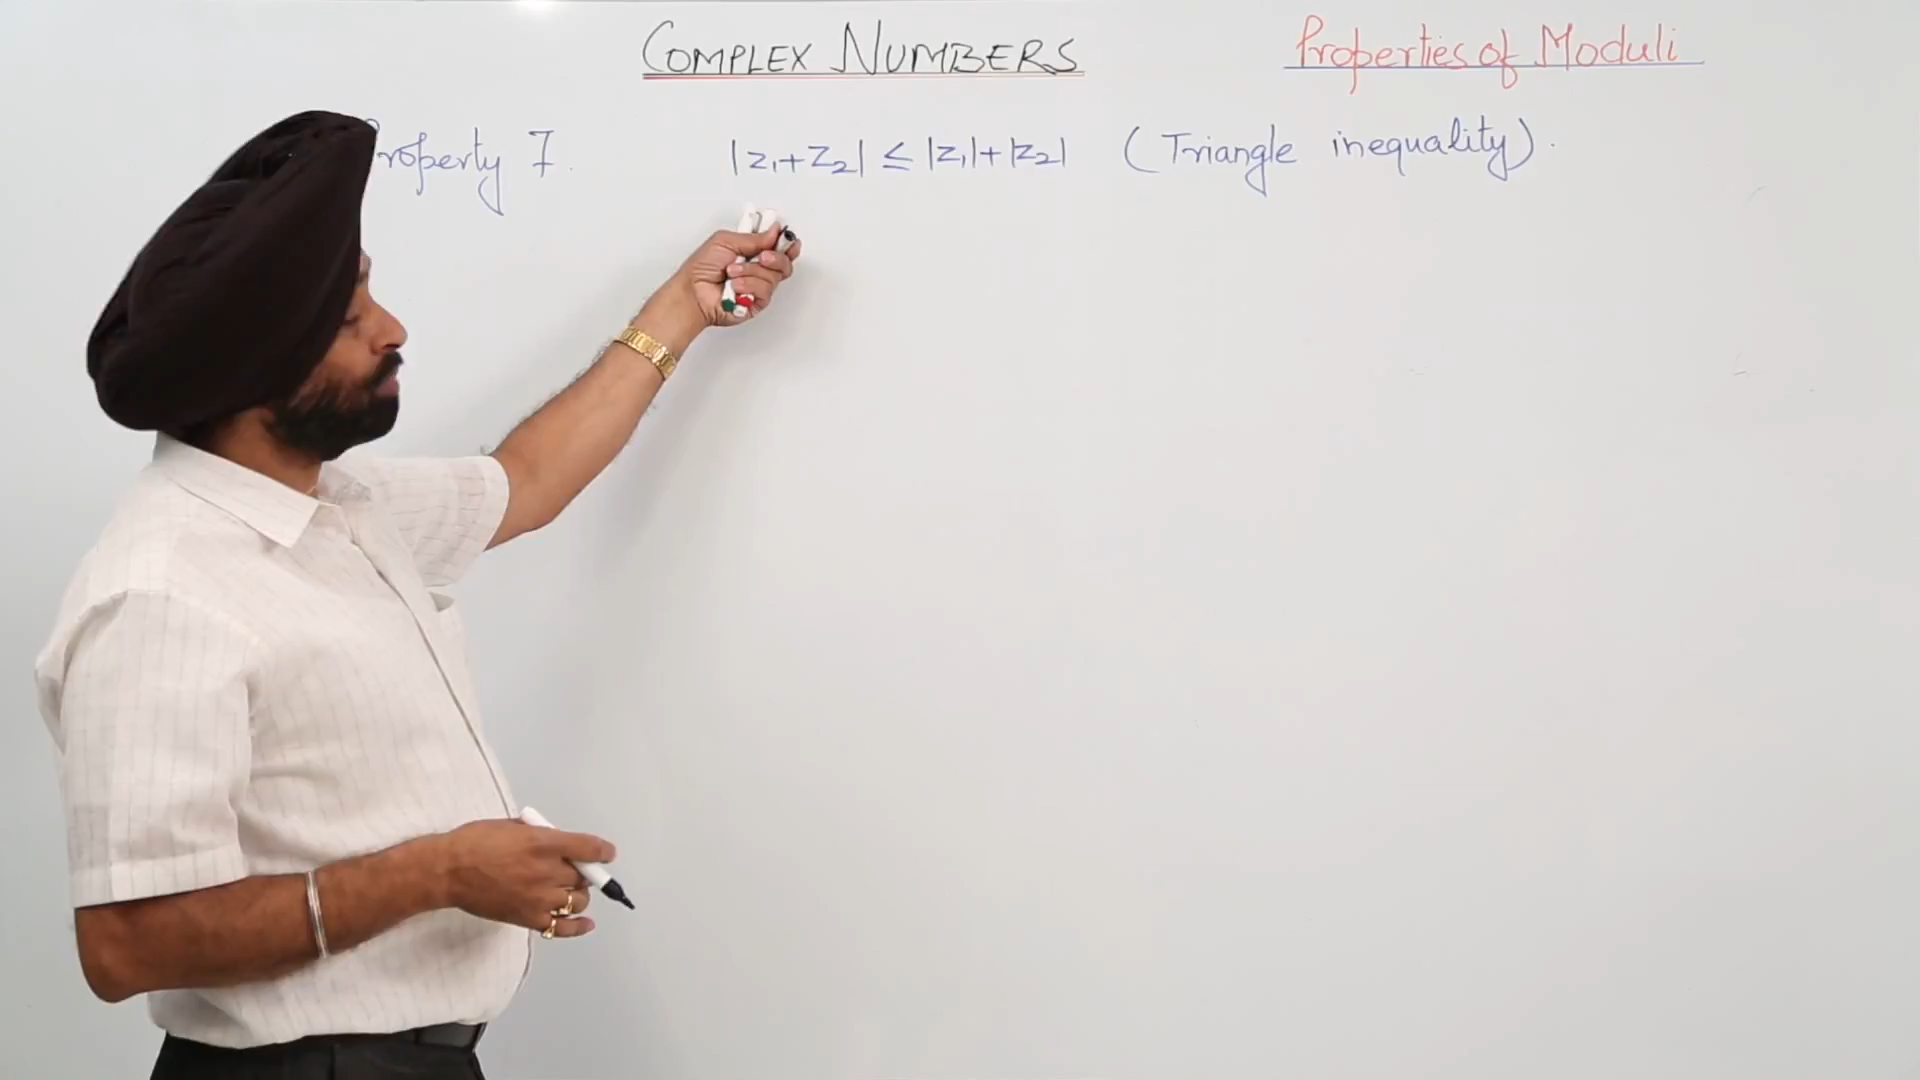 COMPLEX NUMBERS
Properties of Moduli
Property 7. |z₁+z₂| ≤ |z₁|+|z₂| (Triangle inequality).